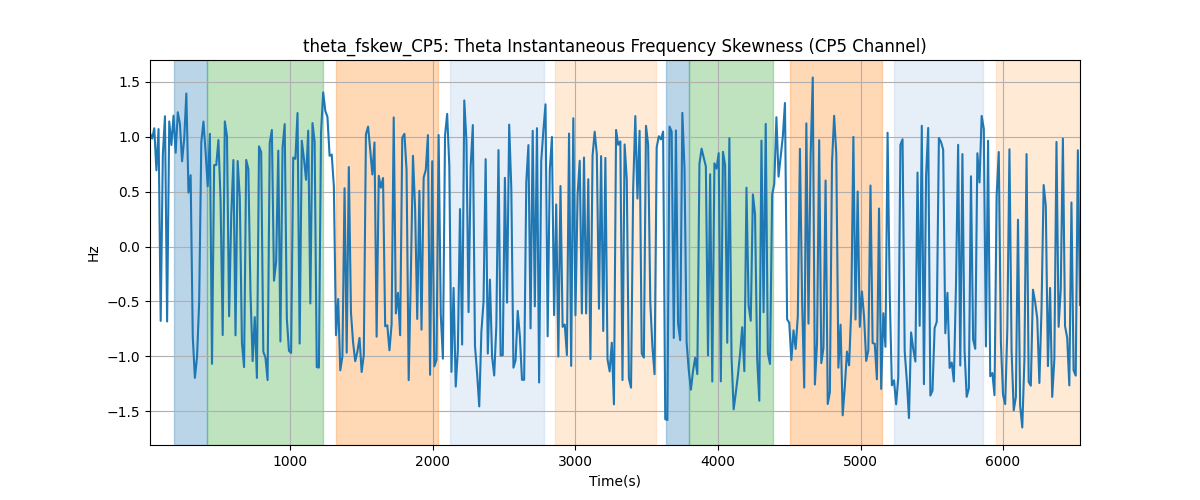 theta_fskew_CP5: Theta Instantaneous Frequency Skewness (CP5 Channel)
1.5
1.0
0.5
0.0
−0.5
−1.0
−1.5
Hz
1000 2000 3000 4000 5000 6000
Time(s)